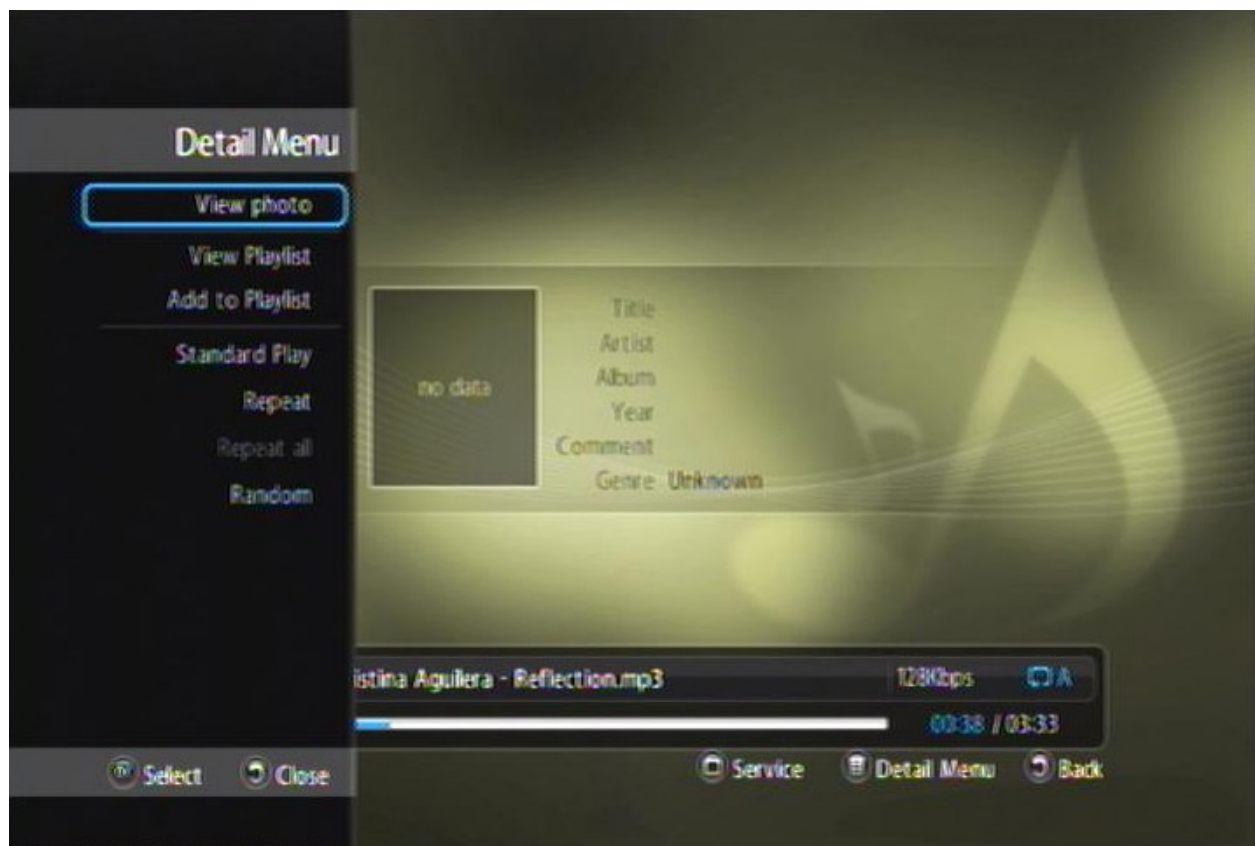 Detail Menu
View photo
View Playlist
Add to Playlist
Standard Play
Repeat
Repeat all
Random
no data
Title
Artist
Album
Year
Comment
Genre Unknown
istina Aguilera - Reflection.mp3 128Kbps A
00:38 / 03:33
Select Close
Service Detail Menu Back